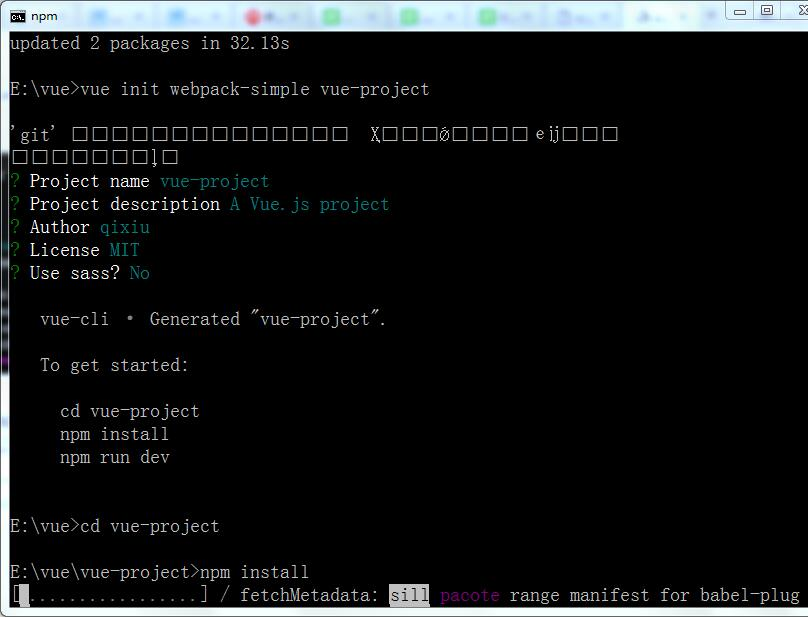 npm
updated 2 packages in 32.13s
E:\vue>vue init webpack-simple vue-project
'git'
? Project name vue-project
? Project description A Vue.js project
? Author qixiu
? License MIT
? Use sass? No
vue-cli · Generated "vue-project".
To get started:
cd vue-project
npm install
npm run dev
E:\vue>cd vue-project
E:\vue\vue-project>npm install
[ .................] / fetchMetadata: sill pacote range manifest for babel-plug